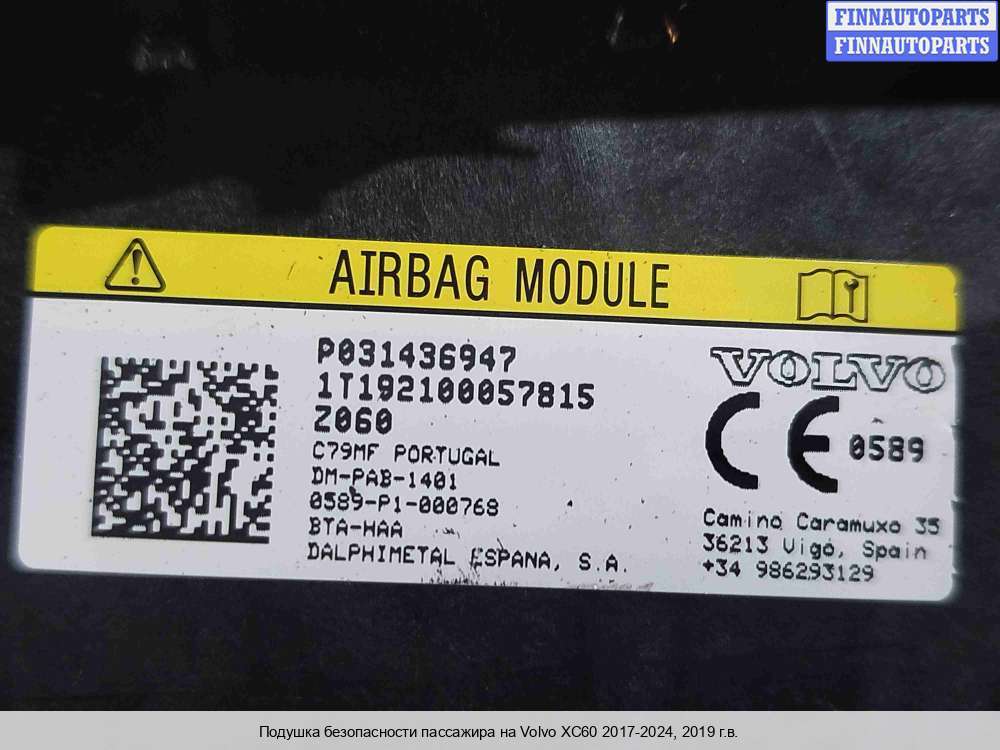 FINNAUTOPARTS
FINNAUTOPARTS
AIRBAG MODULE
P031436947
1T192100057815
Z060
C79MF PORTUGAL
DM-PAB-1401
0589-P1-000768
BTA-HAA
DALPHIMETAL ESPANA, S.A.
VOLVO
CE 0589
Camino Caramuxo 35
36213 Vigo, Spain
+34 986293129
Подушка безопасности пассажира на Volvo XC60 2017-2024, 2019 г.в.